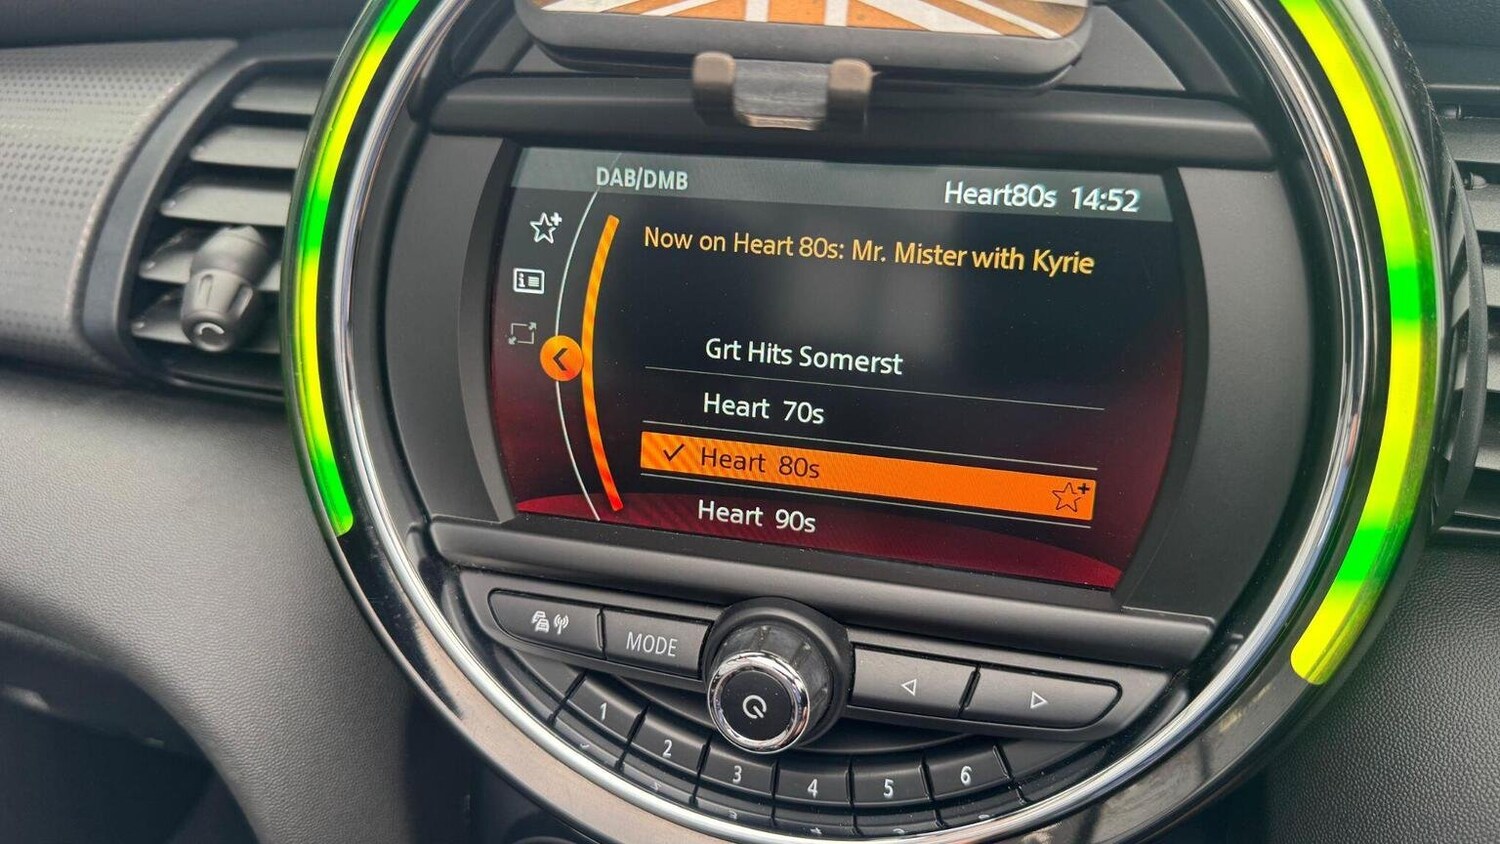 DAB/DMB
Heart80s 14:52
Now on Heart 80s: Mr. Mister with Kyrie
Grt Hits Somerst
Heart 70s
Heart 80s
Heart 90s
MODE
1
2
3
4
5
6